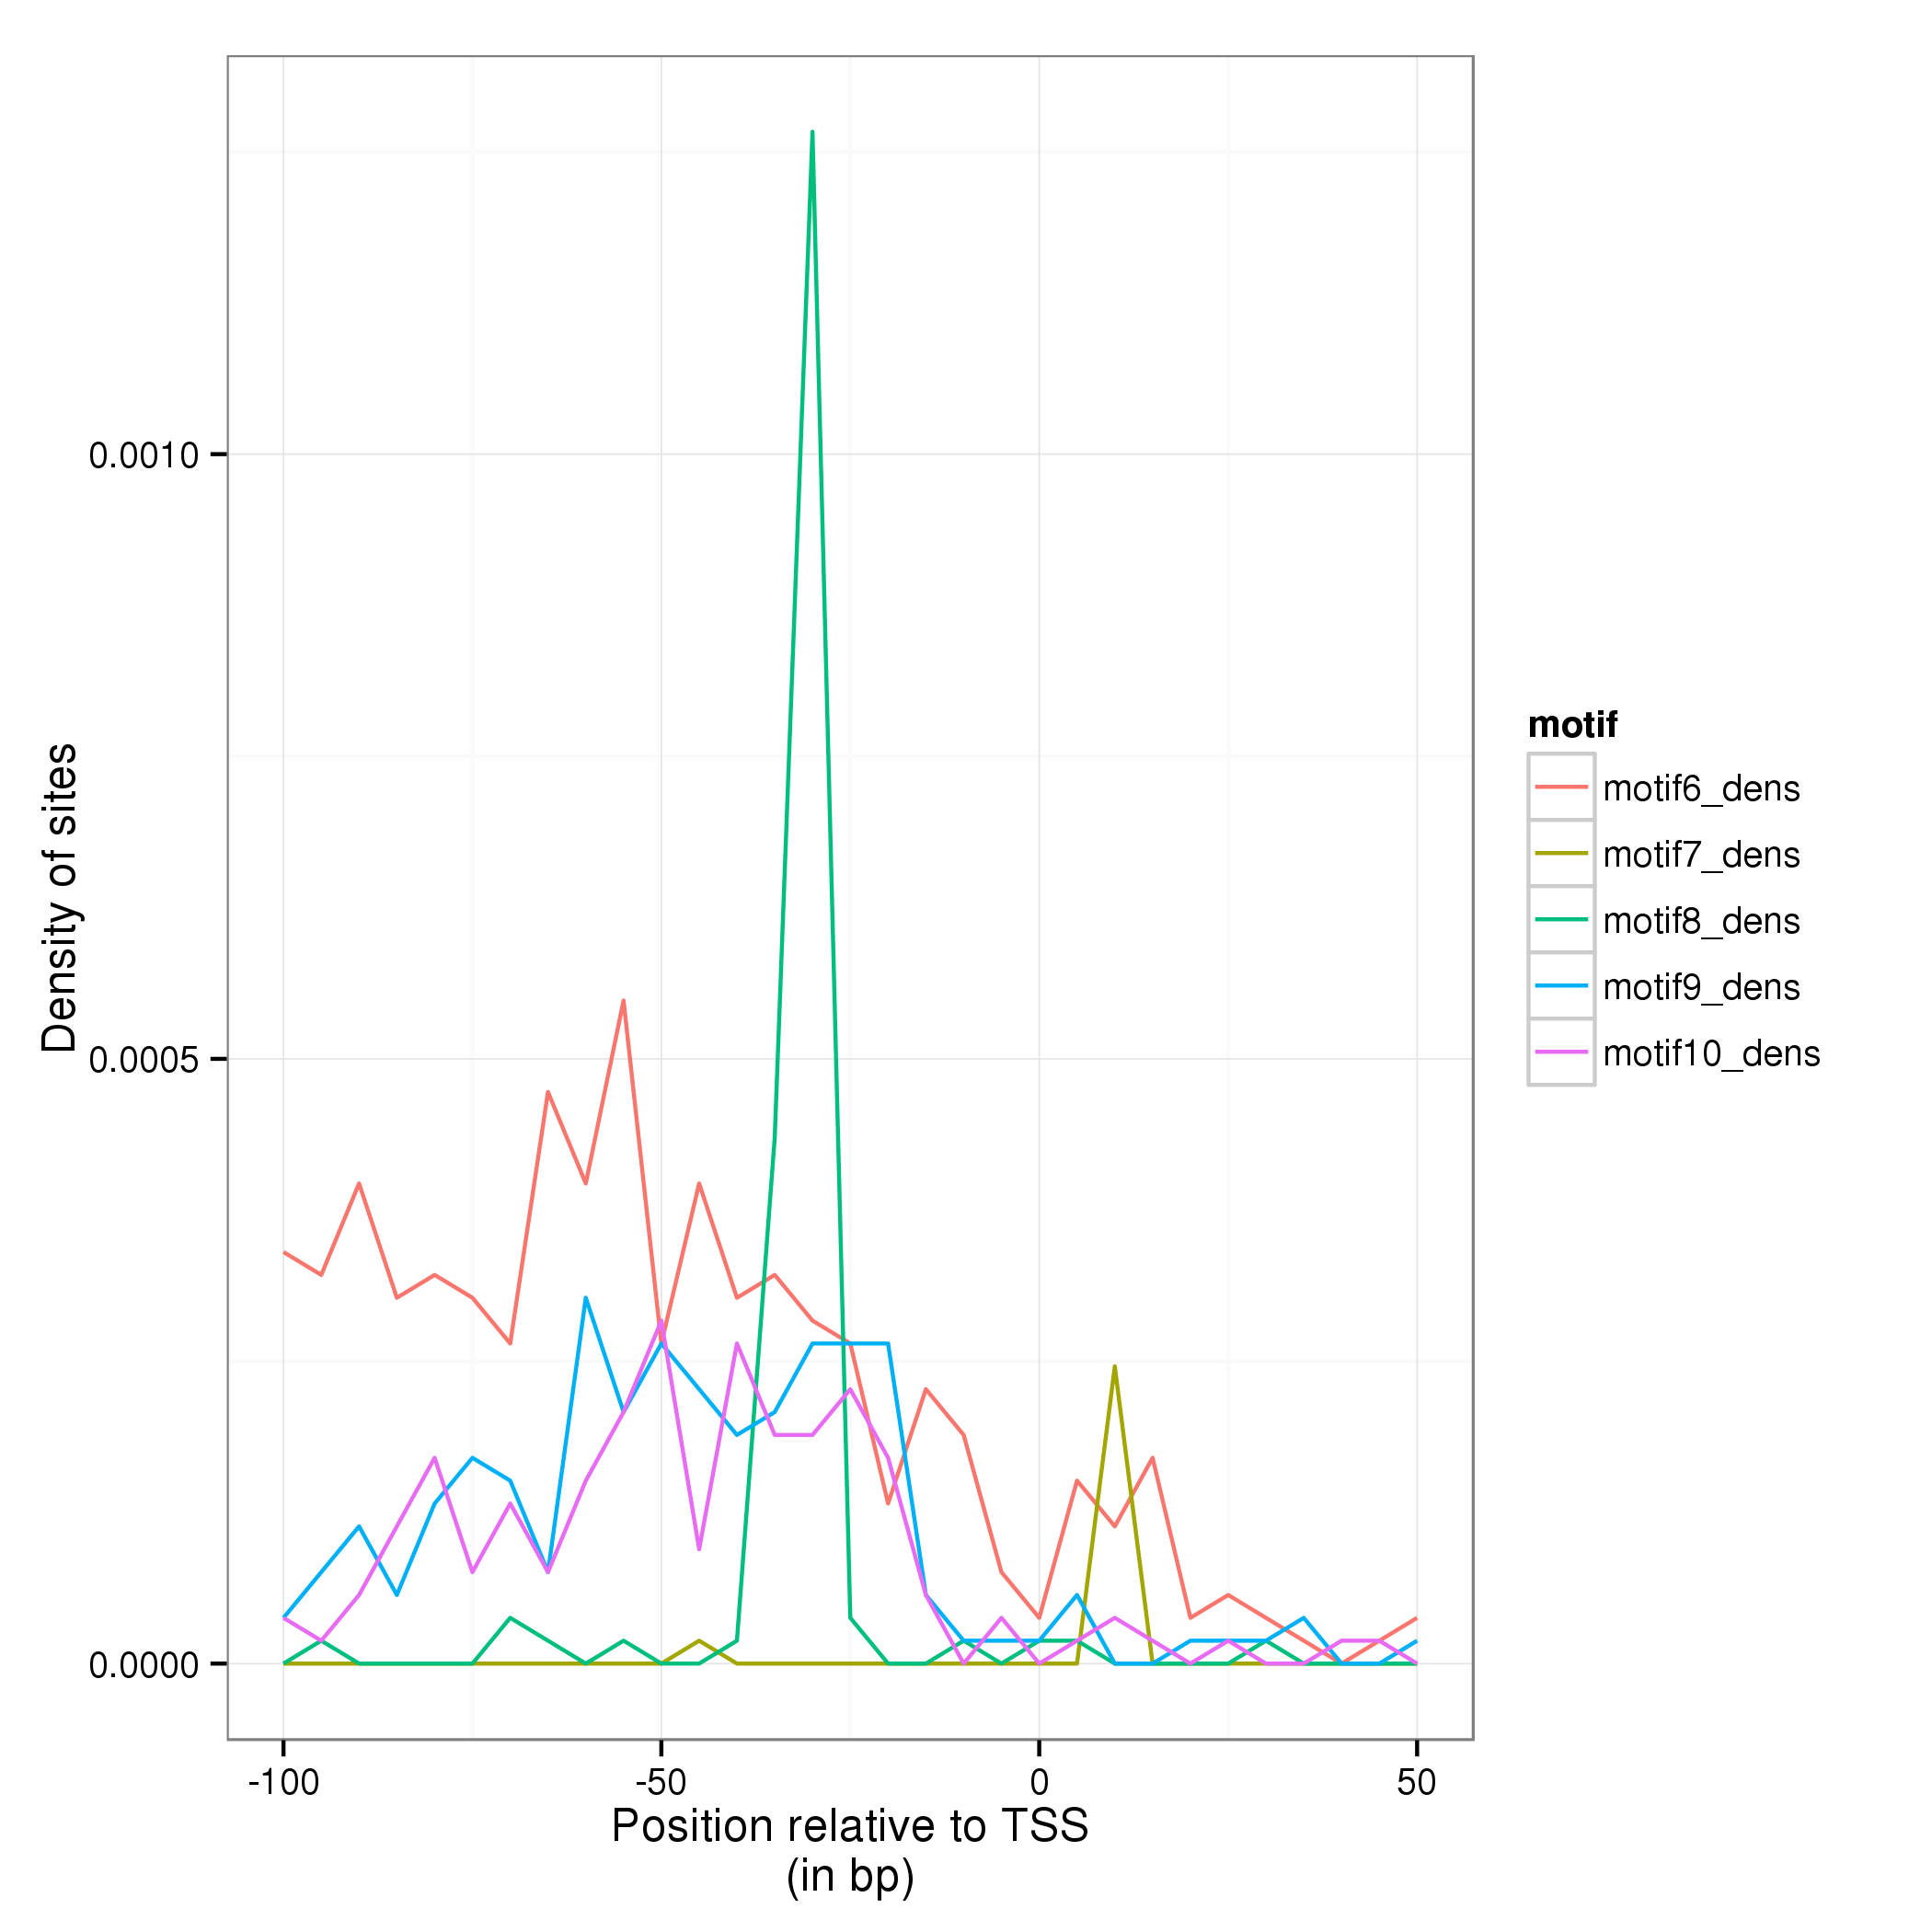 Density of sites
0.0010
0.0005
0.0000
-100
-50
0
50
Position relative to TSS
(in bp)
motif
motif6_dens
motif7_dens
motif8_dens
motif9_dens
motif10_dens